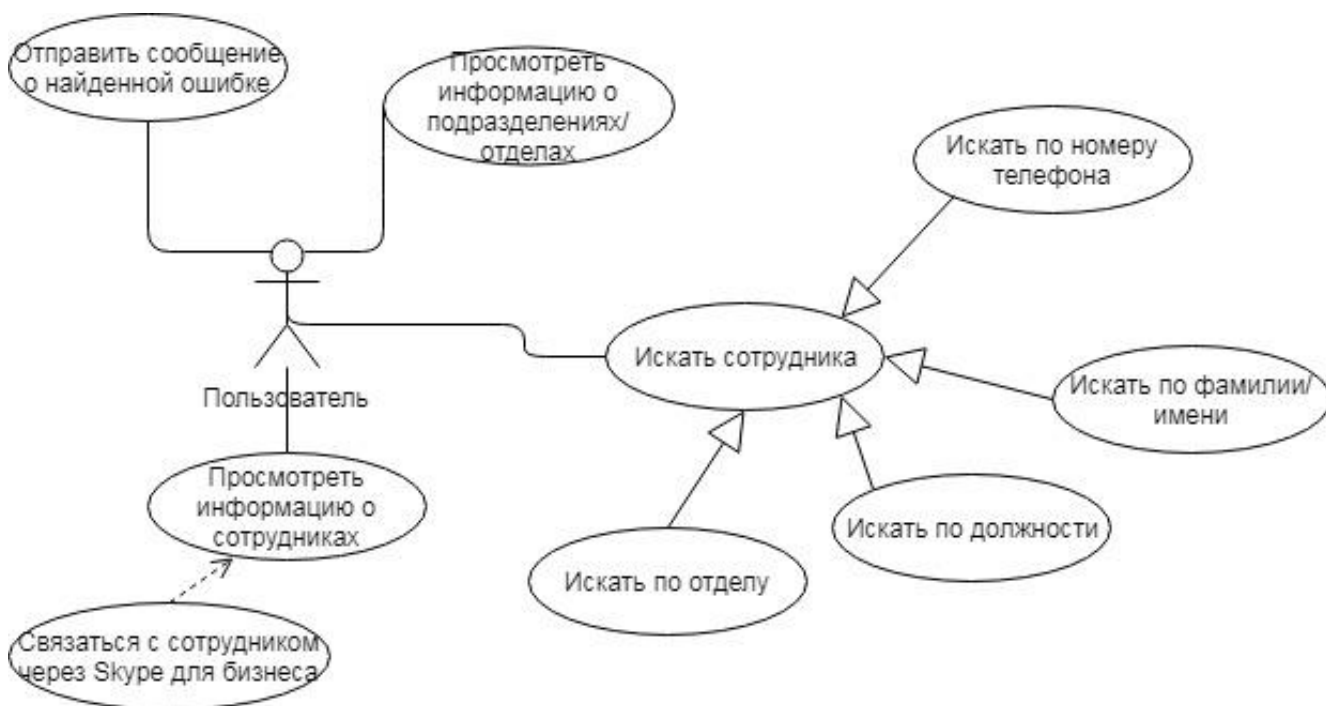 Отправить сообщение
о найденной ошибке
Просмотреть
информацию о
подразделениях/
отделах
Искать по номеру
телефона
Искать сотрудника
Искать по фамилии/
имени
Пользователь
Просмотреть
информацию о
сотрудниках
Искать по должности
Искать по отделу
Связаться с сотрудником
через Skype для бизнеса